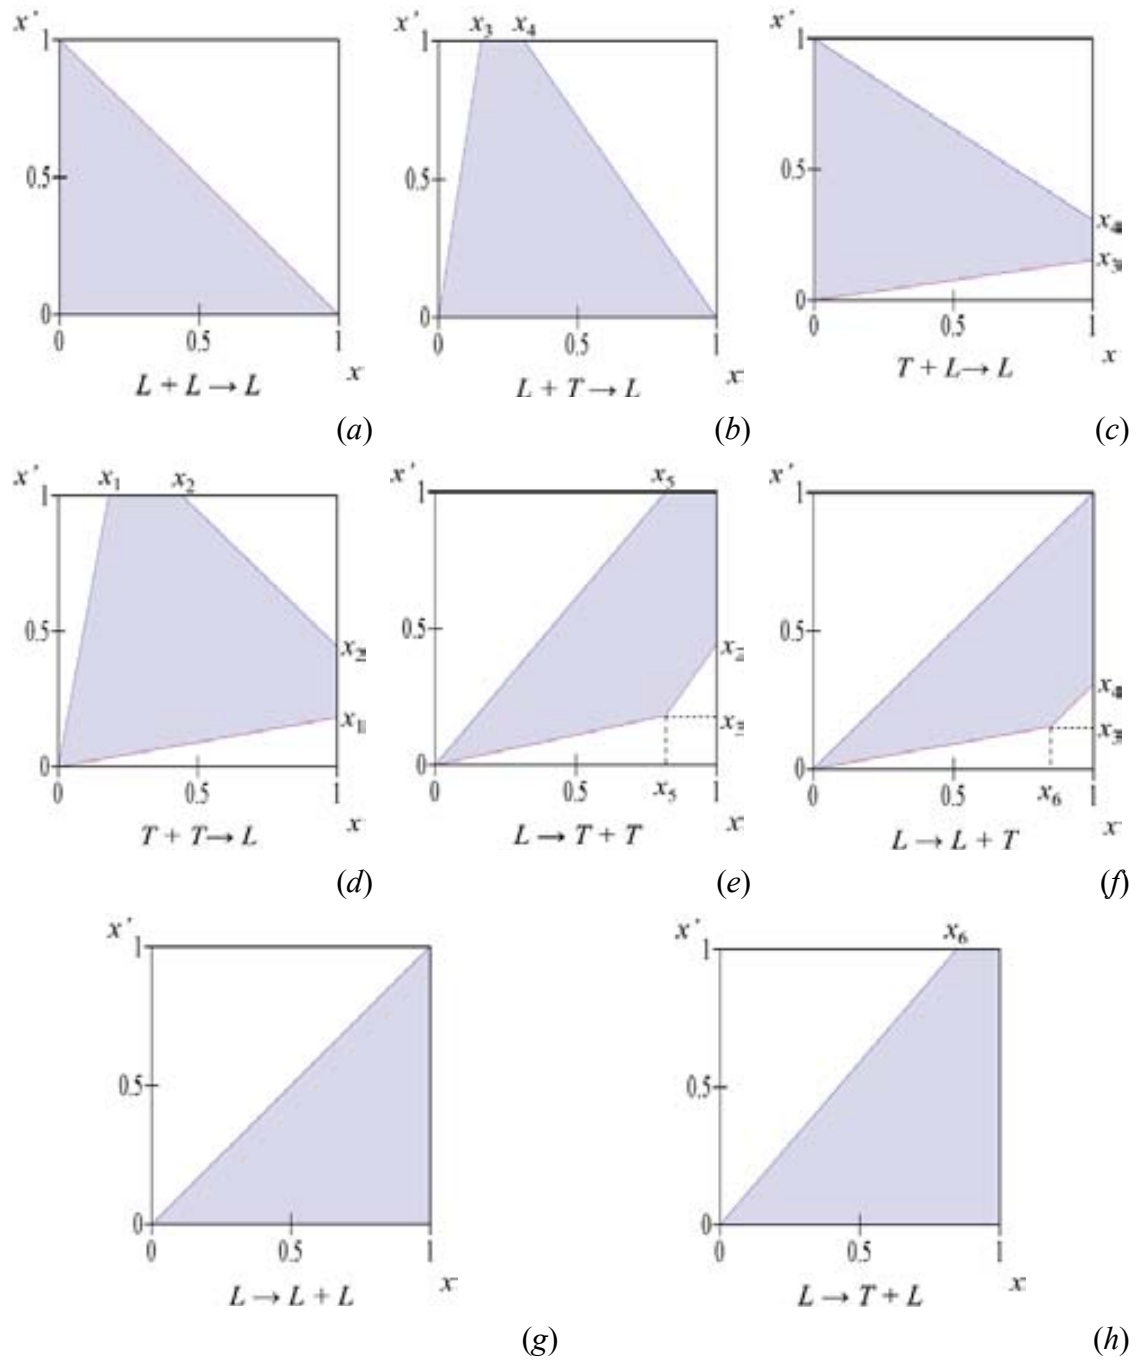 x'
1
0.5
0
0 0.5 1
x
L + L → L
(a)
x'
x₃ x₄
1
0.5
0
0 0.5 1
x
L + T → L
(b)
x'
1
0.5
0
x₄
x₃
0 0.5 1
x
T + L → L
(c)
x'
x₁ x₂
1
0.5
0
x₂
x₁
0 0.5 1
x
T + T → L
(d)
x'
x₅
1
0.5
0
0 0.5 x₅ 1
x
L → T + T
(e)
x'
1
0.5
0
x₄
x₃
0 0.5 x₆ 1
x
L → L + T
(f)
x'
1
0.5
0
0 0.5 1
x
L → L + L
(g)
x'
x₆
1
0.5
0
0 0.5 1
x
L → T + L
(h)